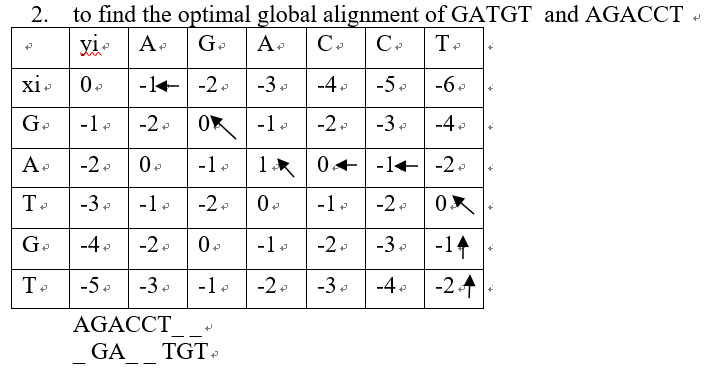 2. to find the optimal global alignment of GATGT and AGACCT
yi A G A C C T
xi 0 -1 -2 -3 -4 -5 -6
G -1 -2 0 -1 -2 -3 -4
A -2 0 -1 1 0 -1 -2
T -3 -1 -2 0 -1 -2 0
G -4 -2 0 -1 -2 -3 -1
T -5 -3 -1 -2 -3 -4 -2
AGACCT_ _
_ GA_ _ TGT